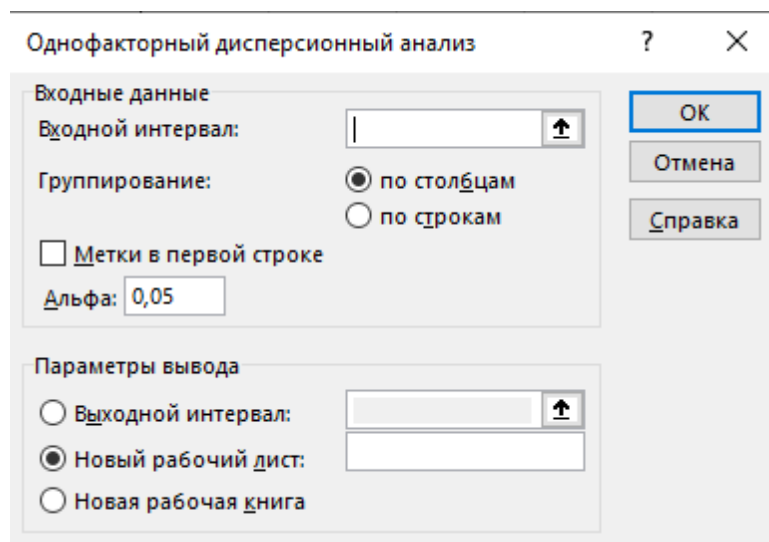 Однофакторный дисперсионный анализ ? ×
Входные данные
Входной интервал:
Группирование: по столбцам
по строкам
Метки в первой строке
Альфа: 0,05
ОК
Отмена
Справка
Параметры вывода
Выходной интервал:
Новый рабочий лист:
Новая рабочая книга